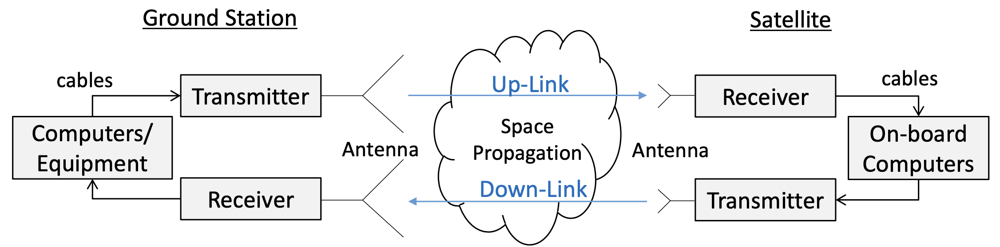 Ground Station
Satellite
cables
Transmitter
Up-Link
Receiver
cables
Computers/
Equipment
Space
Propagation
Antenna
Antenna
On-board
Computers
Receiver
Down-Link
Transmitter